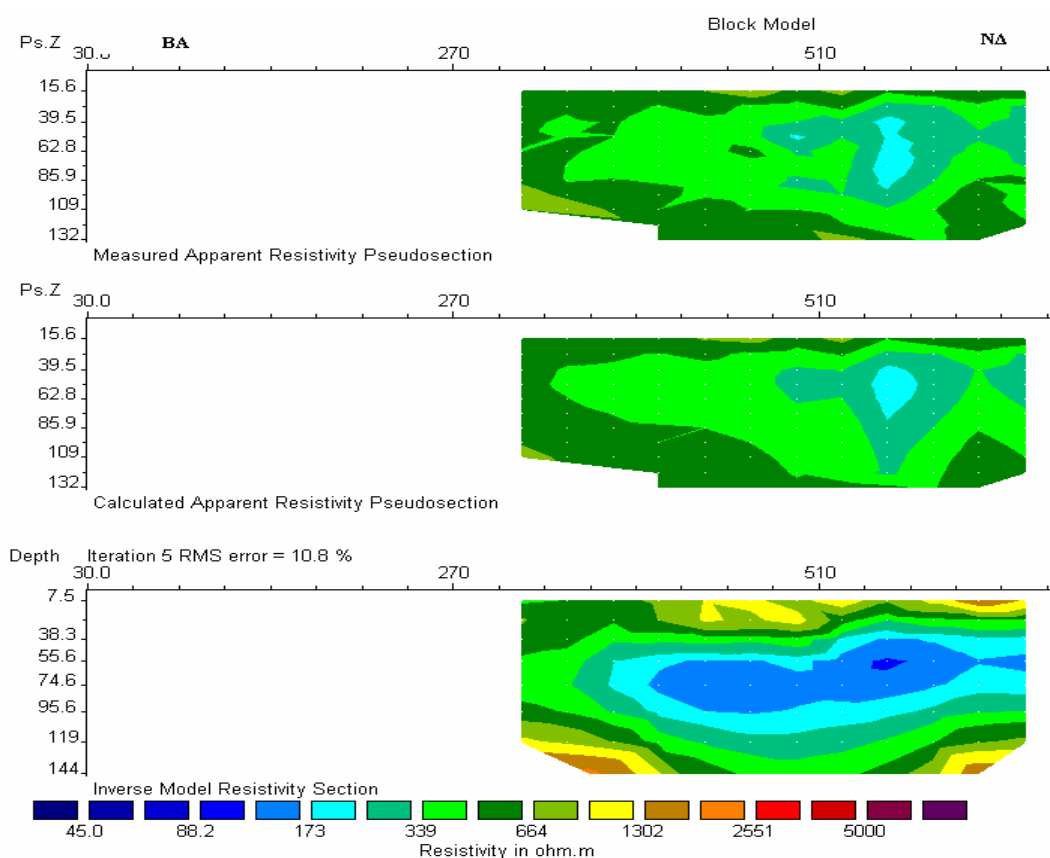 Block Model
Ps.Z BA NΔ
30.0 270 510
15.6
39.5
62.8
85.9
109
132
Measured Apparent Resistivity Pseudosection
Ps.Z
30.0 270 510
15.6
39.5
62.8
85.9
109
132
Calculated Apparent Resistivity Pseudosection
Depth Iteration 5 RMS error = 10.8 %
30.0 270 510
7.5
38.3
55.6
74.6
95.6
119
144
Inverse Model Resistivity Section
45.0 88.2 173 339 664 1302 2551 5000
Resistivity in ohm.m